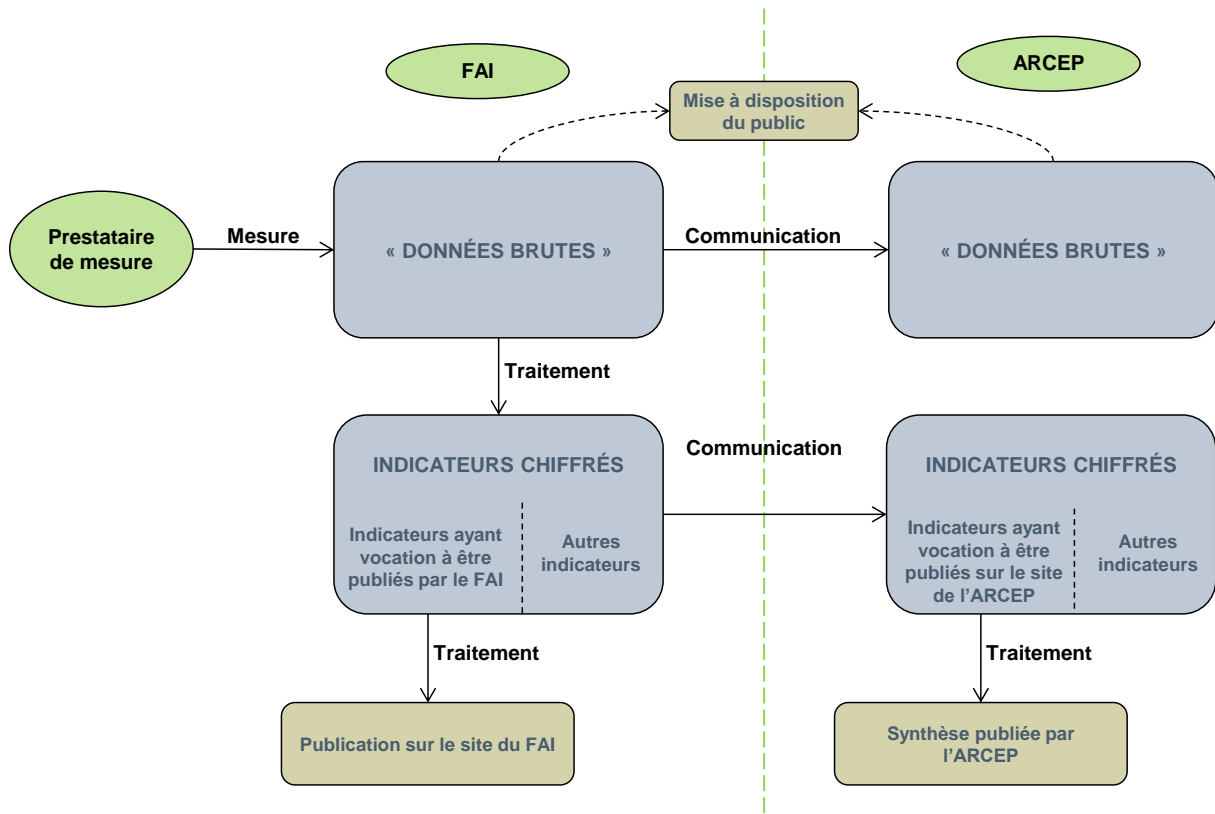 FAI
ARCEP
Mise à disposition
du public
Prestataire
de mesure
Mesure
« DONNÉES BRUTES »
Communication
« DONNÉES BRUTES »
Traitement
INDICATEURS CHIFFRÉS
Indicateurs ayant
vocation à être
publiés par le FAI
Autres
indicateurs
Communication
INDICATEURS CHIFFRÉS
Indicateurs ayant
vocation à être
publiés sur le site
de l’ARCEP
Autres
indicateurs
Traitement
Traitement
Publication sur le site du FAI
Synthèse publiée par
l’ARCEP